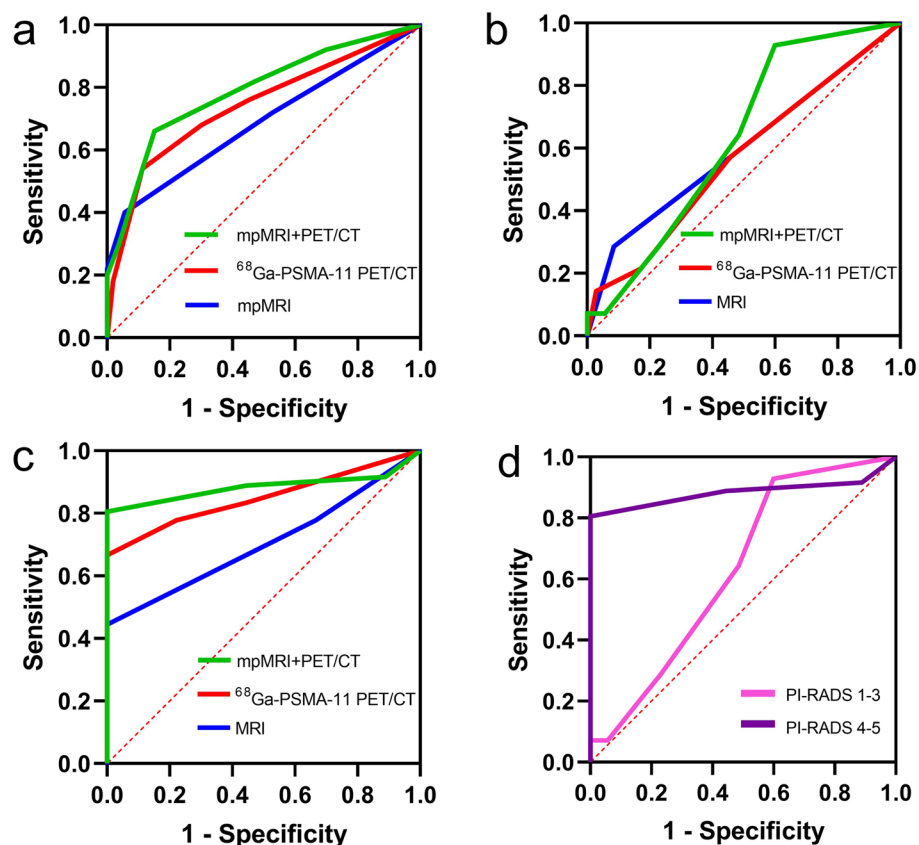 a
1.0
0.8
0.6
0.4
0.2
0.0
Sensitivity
mpMRI+PET/CT
68Ga-PSMA-11 PET/CT
mpMRI
0.0 0.2 0.4 0.6 0.8 1.0
1 - Specificity
b
1.0
0.8
0.6
0.4
0.2
0.0
Sensitivity
mpMRI+PET/CT
68Ga-PSMA-11 PET/CT
MRI
0.0 0.2 0.4 0.6 0.8 1.0
1 - Specificity
c
1.0
0.8
0.6
0.4
0.2
0.0
Sensitivity
mpMRI+PET/CT
68Ga-PSMA-11 PET/CT
MRI
0.0 0.2 0.4 0.6 0.8 1.0
1 - Specificity
d
1.0
0.8
0.6
0.4
0.2
0.0
Sensitivity
PI-RADS 1-3
PI-RADS 4-5
0.0 0.2 0.4 0.6 0.8 1.0
1 - Specificity